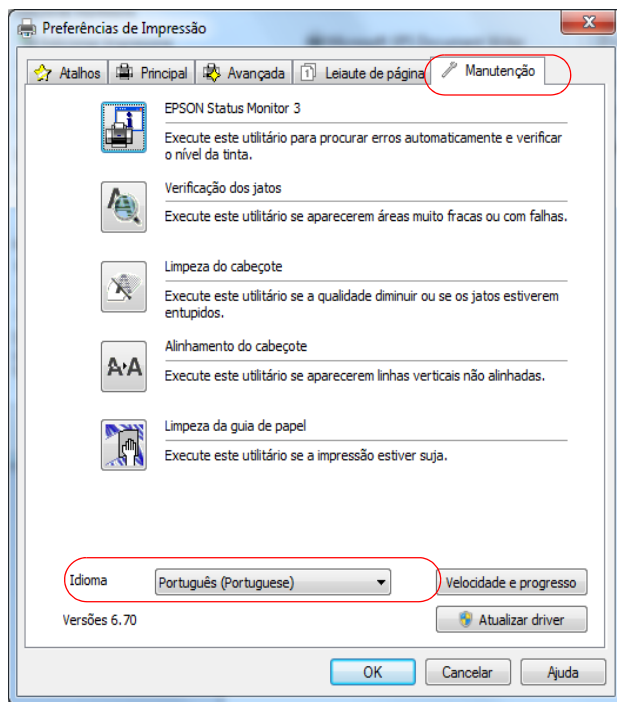 Preferências de Impressão
Atalhos Principal Avançada Leiaute de página Manutenção
EPSON Status Monitor 3
Execute este utilitário para procurar erros automaticamente e verificar
o nível da tinta.
Verificação dos jatos
Execute este utilitário se aparecerem áreas muito fracas ou com falhas.
Limpeza do cabeçote
Execute este utilitário se a qualidade diminuir ou se os jatos estiverem
entupidos.
Alinhamento do cabeçote
Execute este utilitário se aparecerem linhas verticais não alinhadas.
Limpeza da guia de papel
Execute este utilitário se a impressão estiver suja.
Idioma Português (Portuguese) Velocidade e progresso
Versões 6.70 Atualizar driver
OK Cancelar Ajuda